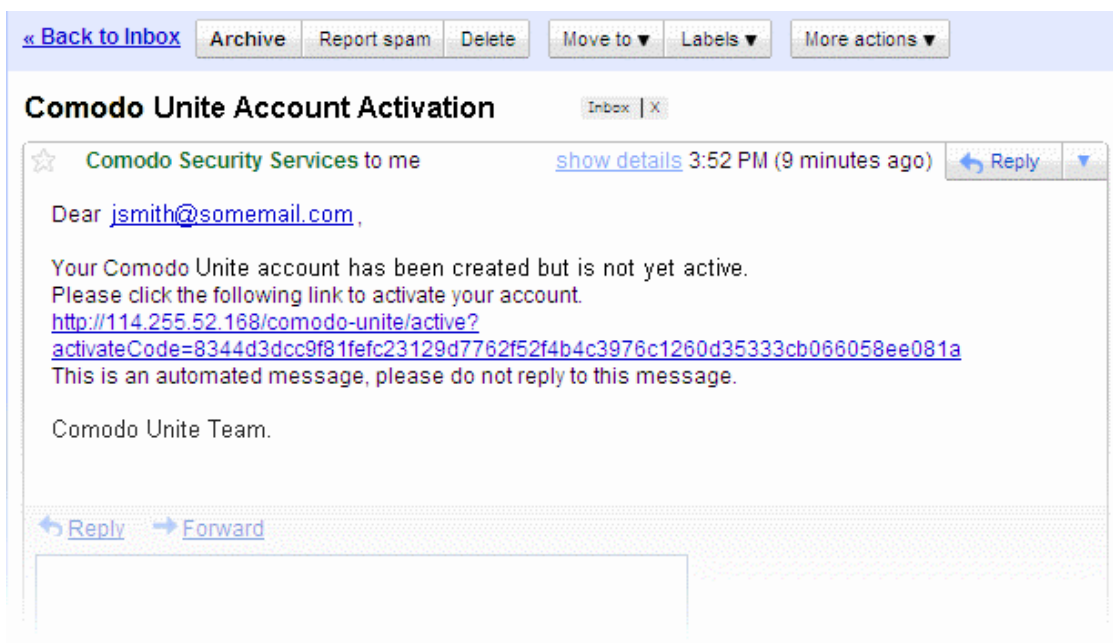 « Back to Inbox Archive Report spam Delete Move to ▼ Labels ▼ More actions ▼
Comodo Unite Account Activation Inbox | X
Comodo Security Services to me show details 3:52 PM (9 minutes ago) Reply ▼
Dear jsmith@somemail.com,
Your Comodo Unite account has been created but is not yet active.
Please click the following link to activate your account.
http://114.255.52.168/comodo-unite/active?
activateCode=8344d3dcc9f81fefc23129d7762f52f4b4c3976c1260d35333cb066058ee081a
This is an automated message, please do not reply to this message.
Comodo Unite Team.
Reply Forward